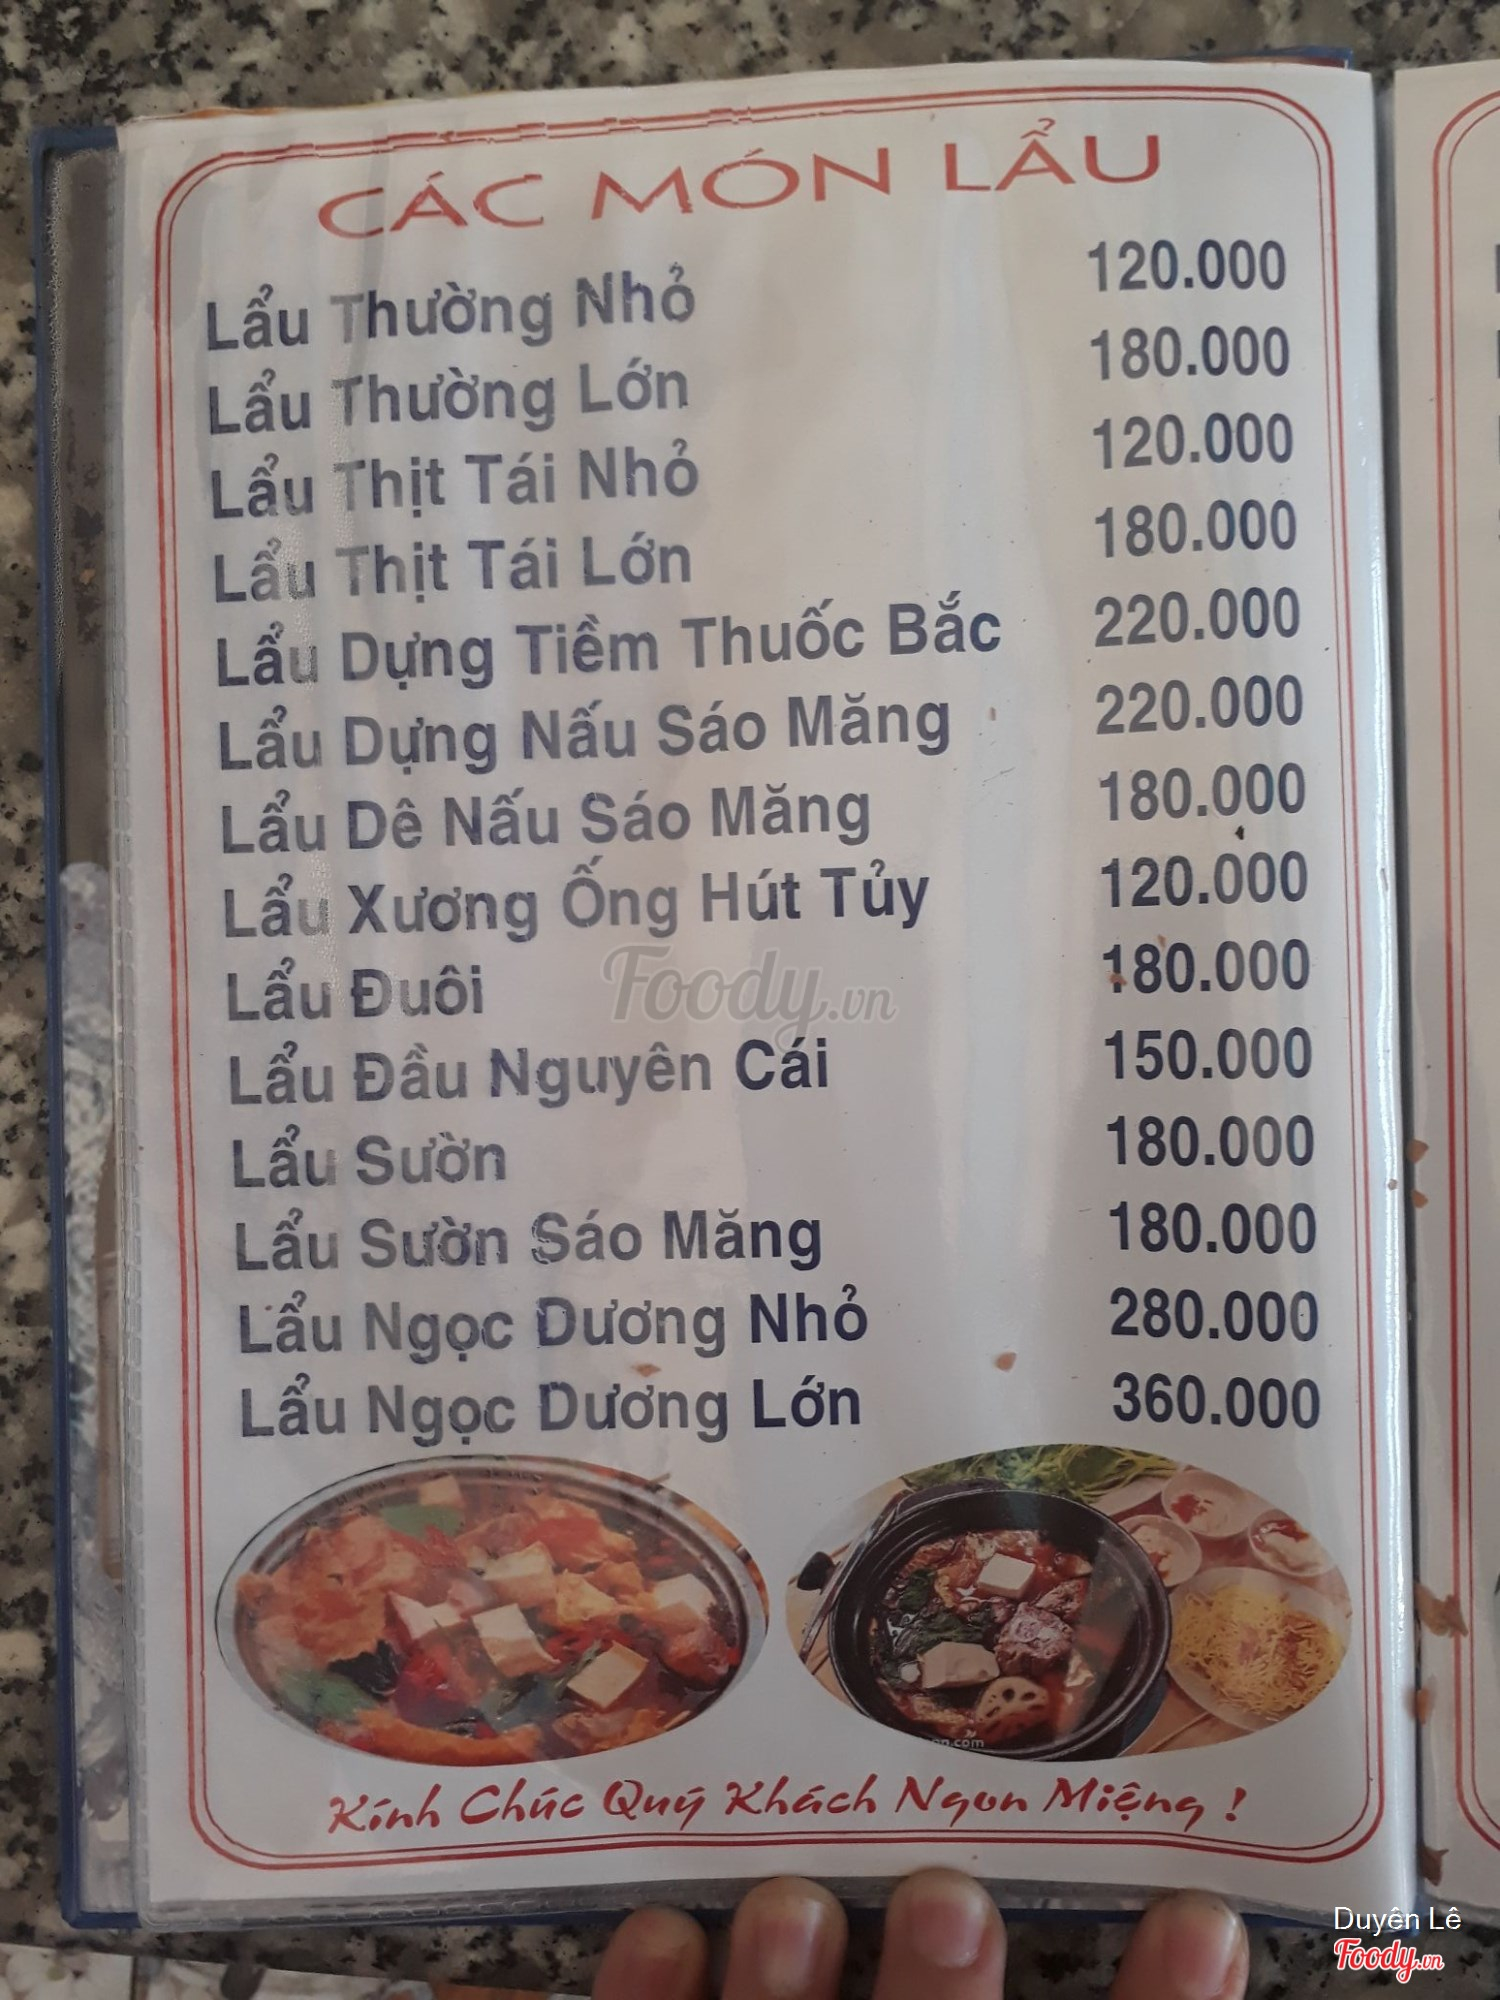 CÁC MÓN LẨU
Lẩu Thường Nhỏ 120.000
Lẩu Thường Lớn 180.000
Lẩu Thịt Tái Nhỏ 120.000
Lẩu Thịt Tái Lớn 180.000
Lẩu Dựng Tiềm Thuốc Bắc 220.000
Lẩu Dựng Nấu Sáo Măng 220.000
Lẩu Dê Nấu Sáo Măng 180.000
Lẩu Xương Ống Hút Tủy 120.000
Lẩu Đuôi 180.000
Lẩu Đầu Nguyên Cái 150.000
Lẩu Sườn 180.000
Lẩu Sườn Sáo Măng 180.000
Lẩu Ngọc Dương Nhỏ 280.000
Lẩu Ngọc Dương Lớn 360.000
Kính Chúc Quý Khách Ngon Miệng !
Foody.vn
Duyên Lê
Foody.vn